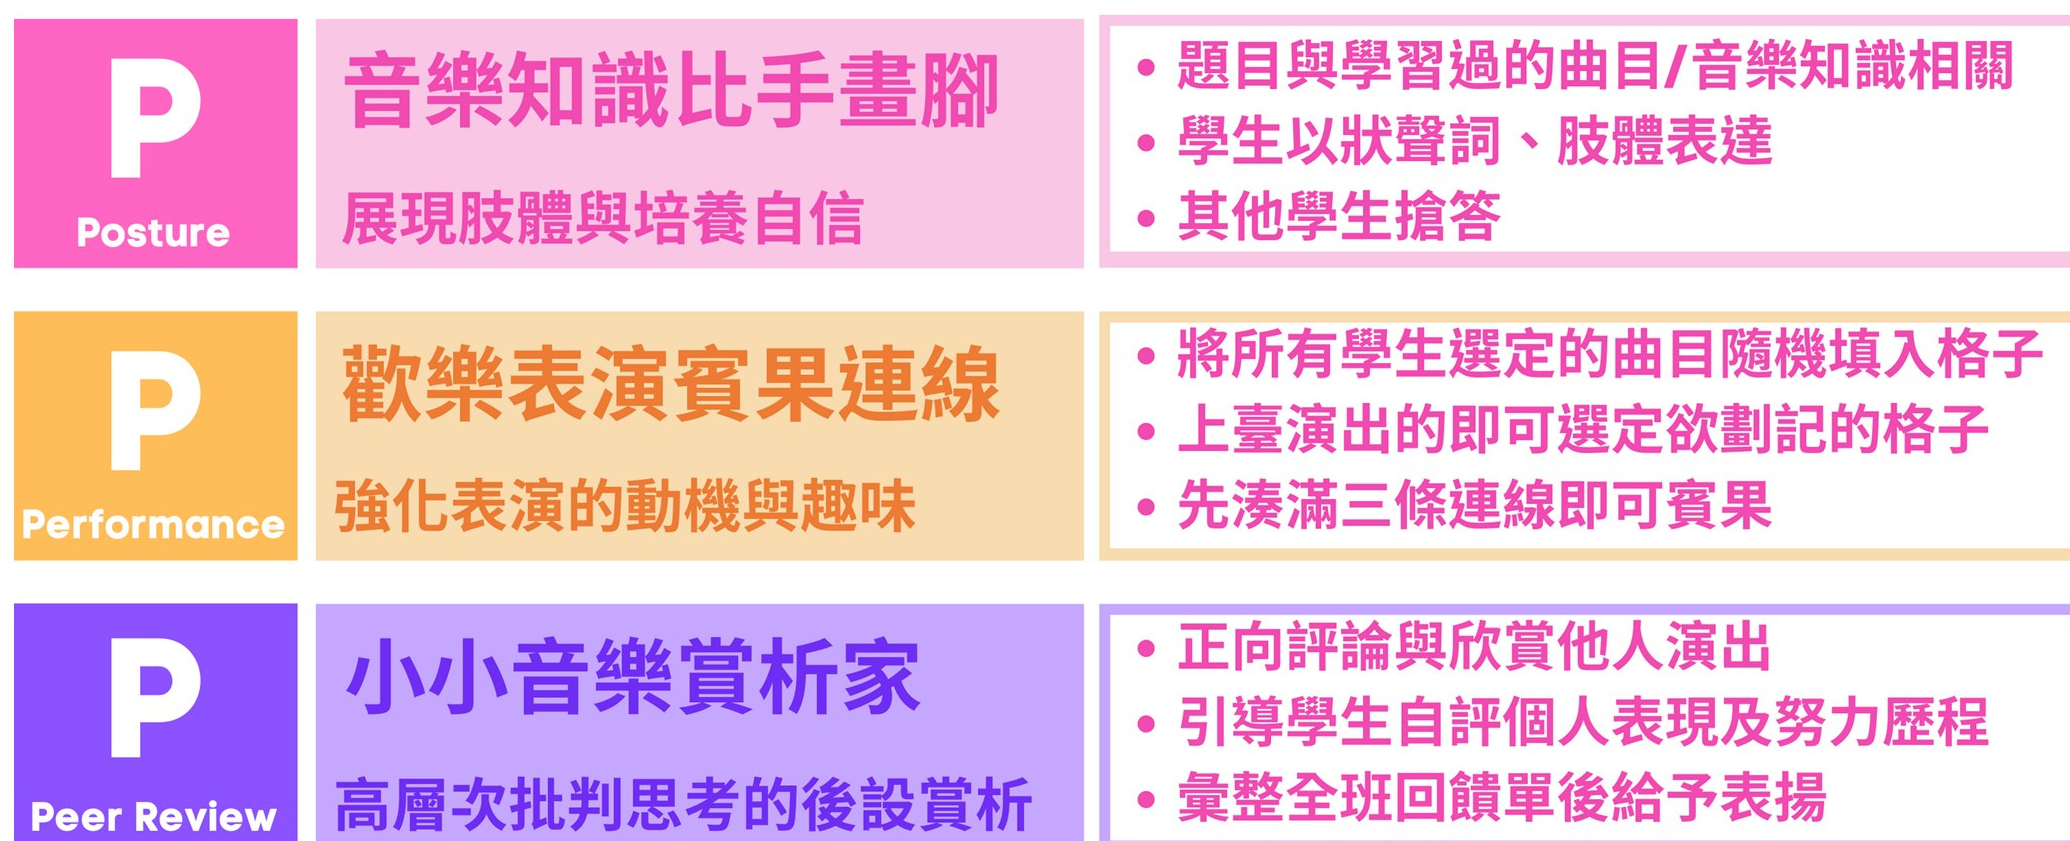 P
Posture
音樂知識比手畫腳
展現肢體與培養自信
• 題目與學習過的曲目/音樂知識相關
• 學生以狀聲詞、肢體表達
• 其他學生搶答
P
Performance
歡樂表演賓果連線
強化表演的動機與趣味
• 將所有學生選定的曲目隨機填入格子
• 上臺演出的即可選定欲劃記的格子
• 先湊滿三條連線即可賓果
P
Peer Review
小小音樂賞析家
高層次批判思考的後設賞析
• 正向評論與欣賞他人演出
• 引導學生自評個人表現及努力歷程
• 彙整全班回饋單後給予表揚